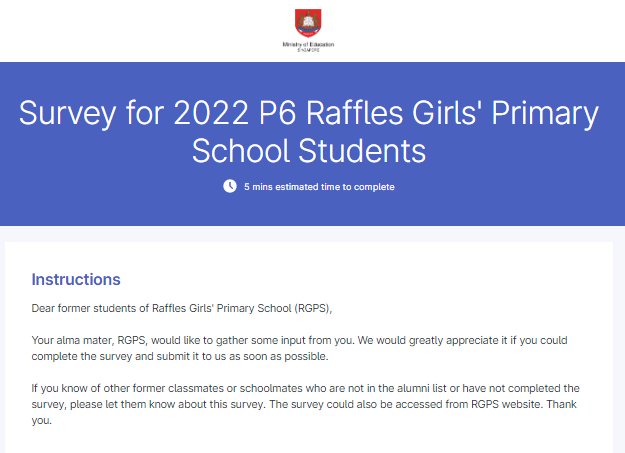 Ministry of Education
SINGAPORE
Survey for 2022 P6 Raffles Girls' Primary
School Students
5 mins estimated time to complete
Instructions
Dear former students of Raffles Girls' Primary School (RGPS),
Your alma mater, RGPS, would like to gather some input from you. We would greatly appreciate it if you could
complete the survey and submit it to us as soon as possible.
If you know of other former classmates or schoolmates who are not in the alumni list or have not completed the
survey, please let them know about this survey. The survey could also be accessed from RGPS website. Thank
you.